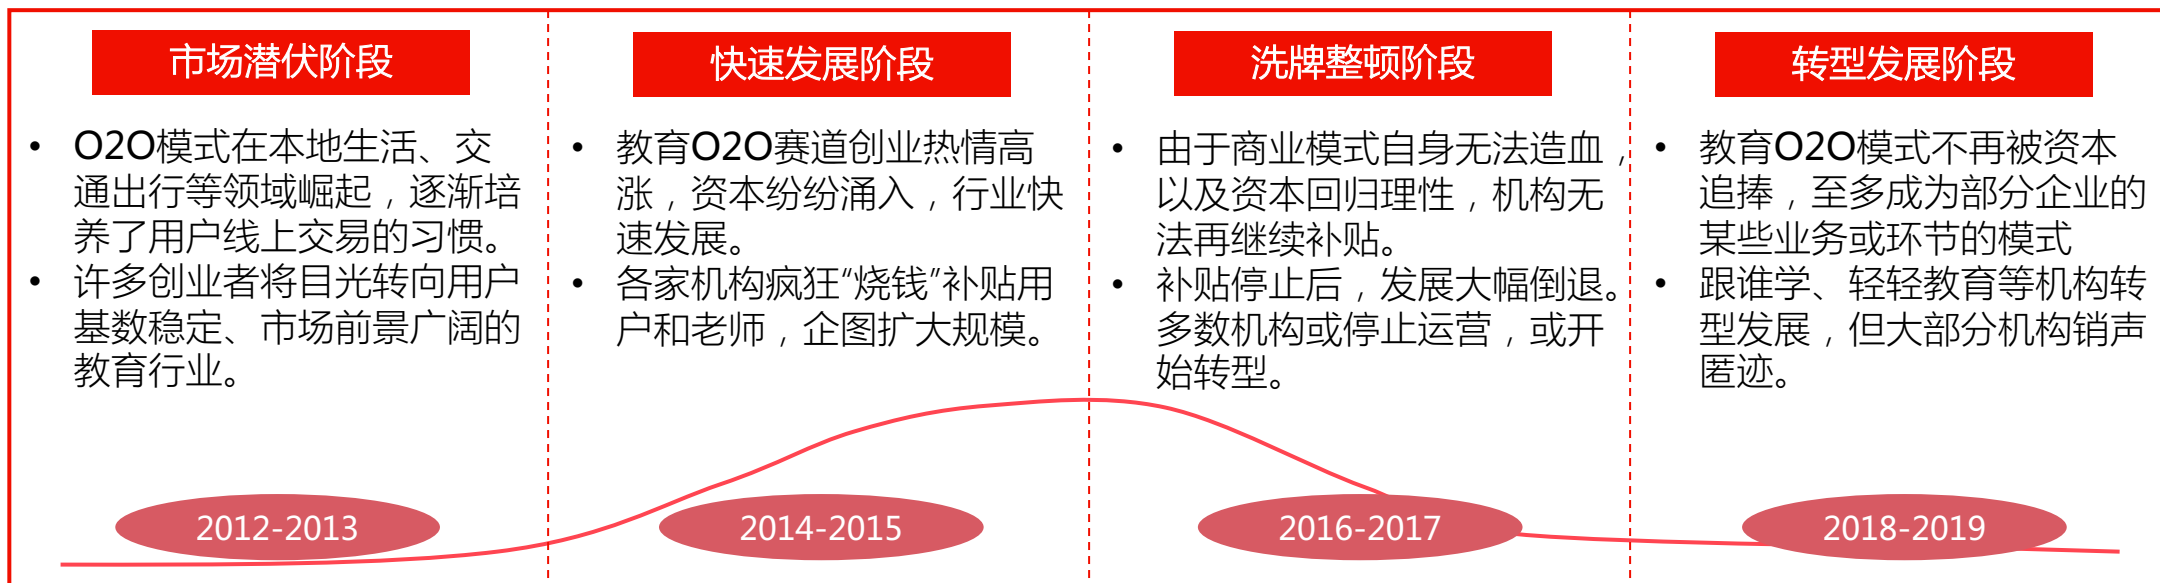 市场潜伏阶段
• O2O模式在本地生活、交
通出行等领域崛起，逐渐培
养了用户线上交易的习惯。
• 许多创业者将目光转向用户
基数稳定、市场前景广阔的
教育行业。
2012-2013
快速发展阶段
• 教育O2O赛道创业热情高
涨，资本纷纷涌入，行业快
速发展。
• 各家机构疯狂“烧钱”补贴用
户和老师，企图扩大规模。
2014-2015
洗牌整顿阶段
• 由于商业模式自身无法造血，
以及资本回归理性，机构无
法再继续补贴。
• 补贴停止后，发展大幅倒退。
多数机构或停止运营，或开
始转型。
2016-2017
转型发展阶段
• 教育O2O模式不再被资本
追捧，至多成为部分企业的
某些业务或环节的模式
• 跟谁学、轻轻教育等机构转
型发展，但大部分机构销声
匿迹。
2018-2019